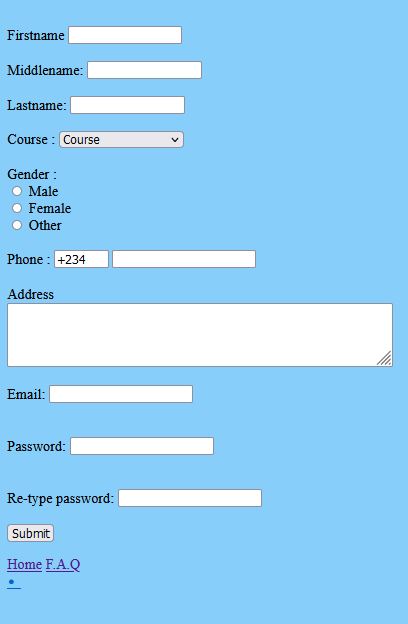 Firstname
Middlename:
Lastname:
Course : Course
Gender :
Male
Female
Other
Phone : +234
Address
Email:
Password:
Re-type password:
Submit
Home F.A.Q
•